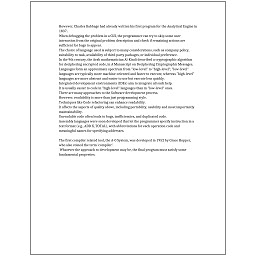 However, Charles Babbage had already written his first program for the Analytical Engine in
1837.
When debugging the problem in a GUI, the programmer can try to skip some user
interaction from the original problem description and check if remaining actions are
sufficient for bugs to appear.
The choice of language used is subject to many considerations, such as company policy,
suitability to task, availability of third-party packages, or individual preference.
In the 9th century, the Arab mathematician Al-Kindi described a cryptographic algorithm
for deciphering encrypted code, in A Manuscript on Deciphering Cryptographic Messages.
Languages form an approximate spectrum from "low-level" to "high-level"; "low-level"
languages are typically more machine-oriented and faster to execute, whereas "high-level"
languages are more abstract and easier to use but execute less quickly.
Integrated development environments (IDEs) aim to integrate all such help.
It is usually easier to code in "high-level" languages than in "low-level" ones.
There are many approaches to the Software development process.
However, readability is more than just programming style.
Techniques like Code refactoring can enhance readability.
It affects the aspects of quality above, including portability, usability and most importantly
maintainability.
Unreadable code often leads to bugs, inefficiencies, and duplicated code.
Assembly languages were soon developed that let the programmer specify instruction in a
text format (e.g., ADD X, TOTAL), with abbreviations for each operation code and
meaningful names for specifying addresses.
The first compiler related tool, the A-0 System, was developed in 1952 by Grace Hopper,
who also coined the term 'compiler'.
Whatever the approach to development may be, the final program must satisfy some
fundamental properties.